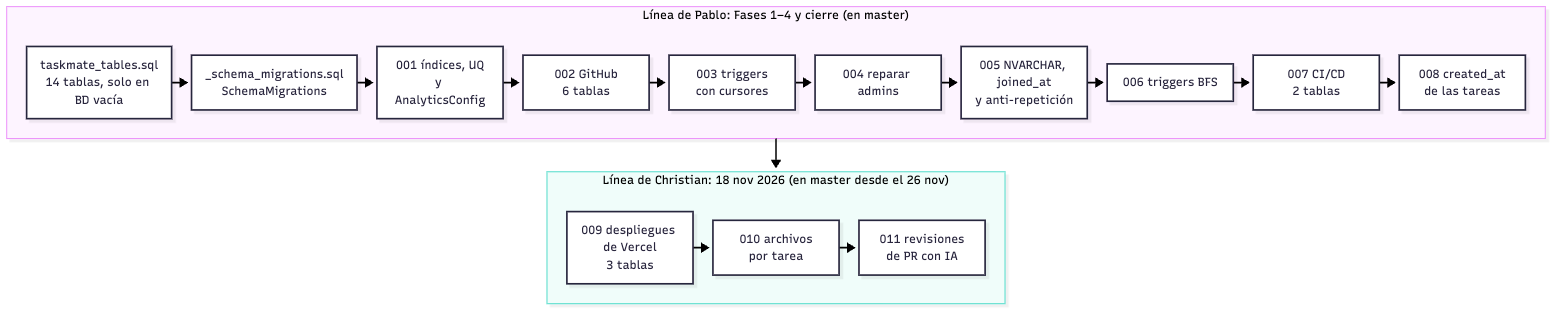 Línea de Pablo: Fases 1–4 y cierre (en master)
taskmate_tables.sql
14 tablas, solo en
BD vacía
_schema_migrations.sql
SchemaMigrations
001 índices, UQ
y
AnalyticsConfig
002 GitHub
6 tablas
003 triggers
con cursores
004 reparar
admins
005 NVARCHAR,
joined_at
y anti-repetición
006 triggers BFS
007 CI/CD
2 tablas
008 created_at
de las tareas
Línea de Christian: 18 nov 2026 (en master desde el 26 nov)
009 despliegues
de Vercel
3 tablas
010 archivos
por tarea
011 revisiones
de PR con IA